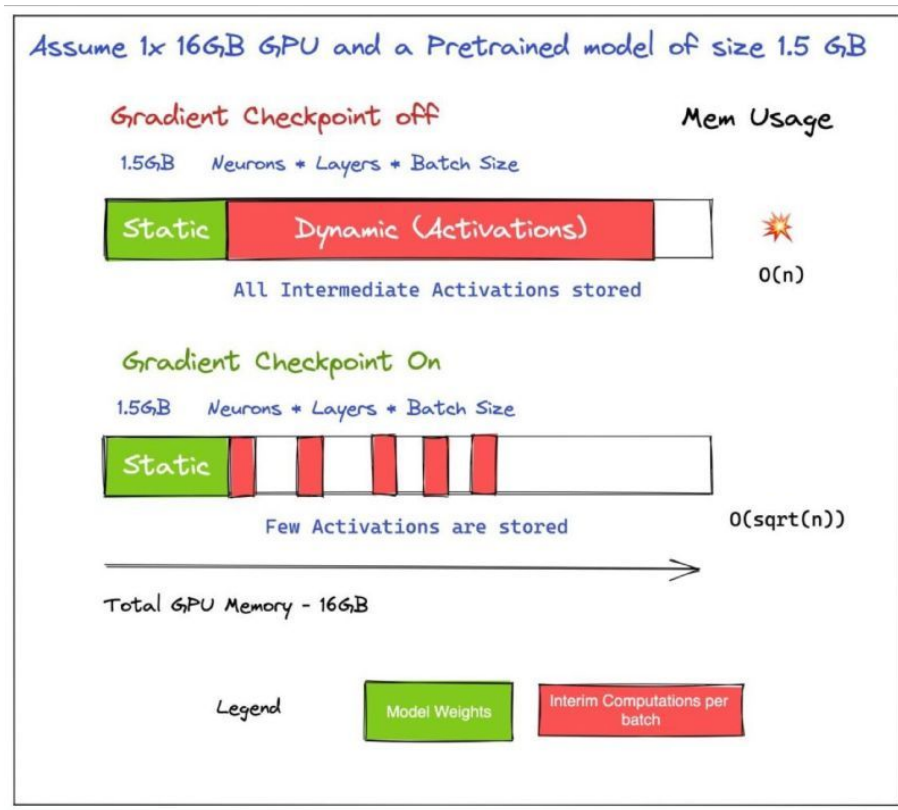 Assume 1x 16GB GPU and a Pretrained model of size 1.5 GB
Gradient Checkpoint off
Mem Usage
1.5GB Neurons * Layers * Batch Size
Static
Dynamic (Activations)
O(n)
All Intermediate Activations stored
Gradient Checkpoint On
1.5GB Neurons * Layers * Batch Size
Static
Few Activations are stored
O(sqrt(n))
Total GPU Memory - 16GB
Legend
Model Weights
Interim Computations per
batch